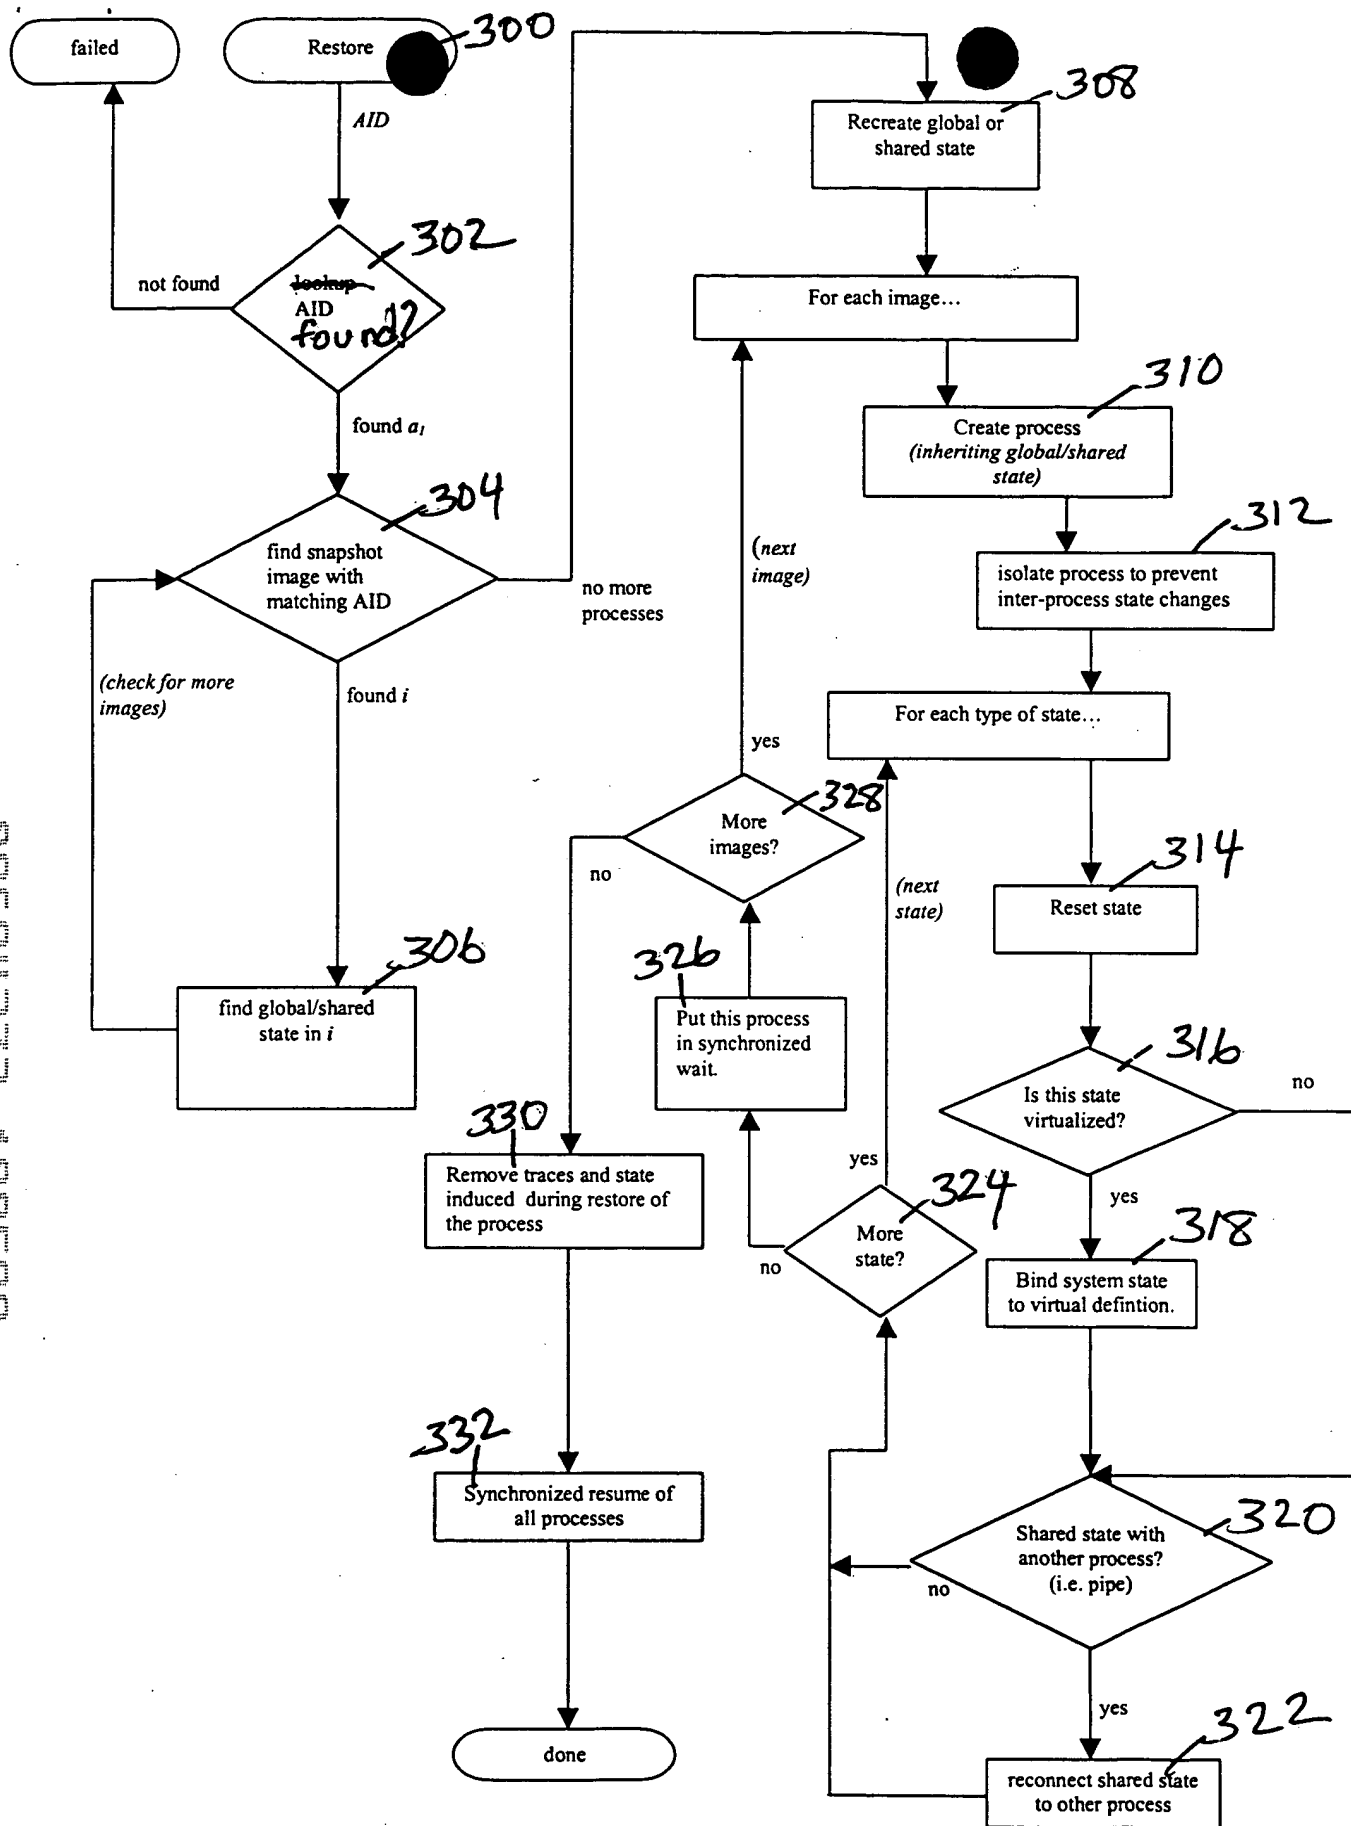 failed
Restore
300
AID
302
not found
lookup
AID
found?
found a₁
304
find snapshot
image with
matching AID
no more
processes
(check for more
images)
found i
306
find global/shared
state in i
308
Recreate global or
shared state
For each image…
310
Create process
(inheriting global/shared
state)
312
isolate process to prevent
inter-process state changes
(next
image)
For each type of state…
yes
328
More
images?
no
(next
state)
314
Reset state
326
Put this process
in synchronized
wait.
316
Is this state
virtualized?
no
yes
330
Remove traces and state
induced during restore of
the process
yes
324
More
state?
no
318
Bind system state
to virtual defintion.
332
Synchronized resume of
all processes
320
Shared state with
another process?
(i.e. pipe)
no
yes
done
322
reconnect shared state
to other process